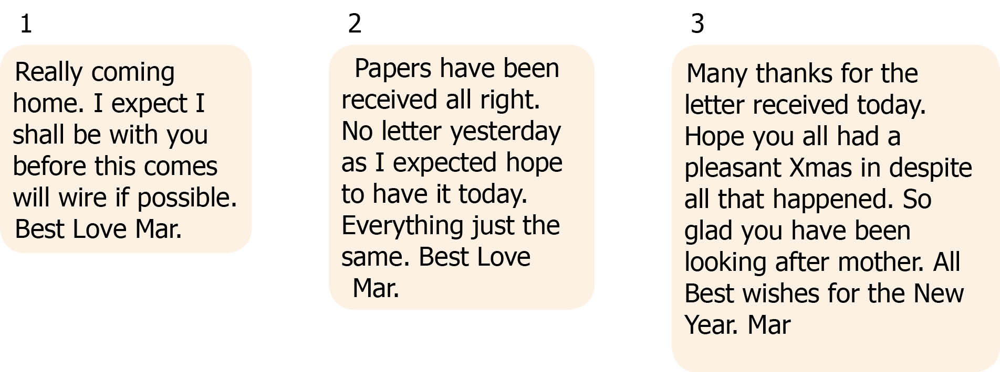 1
Really coming
home. I expect I
shall be with you
before this comes
will wire if possible.
Best Love Mar.
2
Papers have been
received all right.
No letter yesterday
as I expected hope
to have it today.
Everything just the
same. Best Love
Mar.
3
Many thanks for the
letter received today.
Hope you all had a
pleasant Xmas in despite
all that happened. So
glad you have been
looking after mother. All
Best wishes for the New
Year. Mar